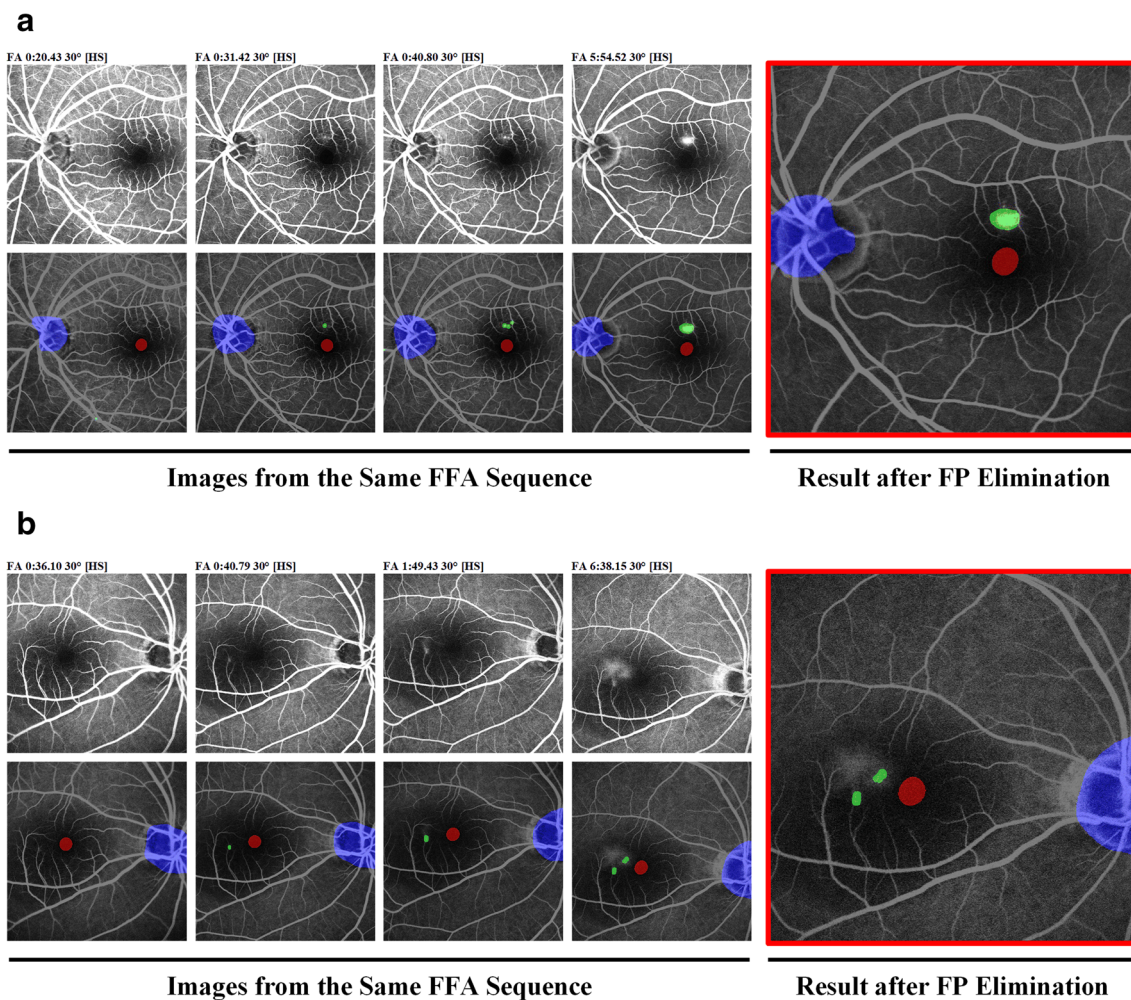 a
FA 0:20.43 30° [HS]
FA 0:31.42 30° [HS]
FA 0:40.80 30° [HS]
FA 5:54.52 30° [HS]
Images from the Same FFA Sequence
Result after FP Elimination
b
FA 0:36.10 30° [HS]
FA 0:40.79 30° [HS]
FA 1:49.43 30° [HS]
FA 6:38.15 30° [HS]
Images from the Same FFA Sequence
Result after FP Elimination